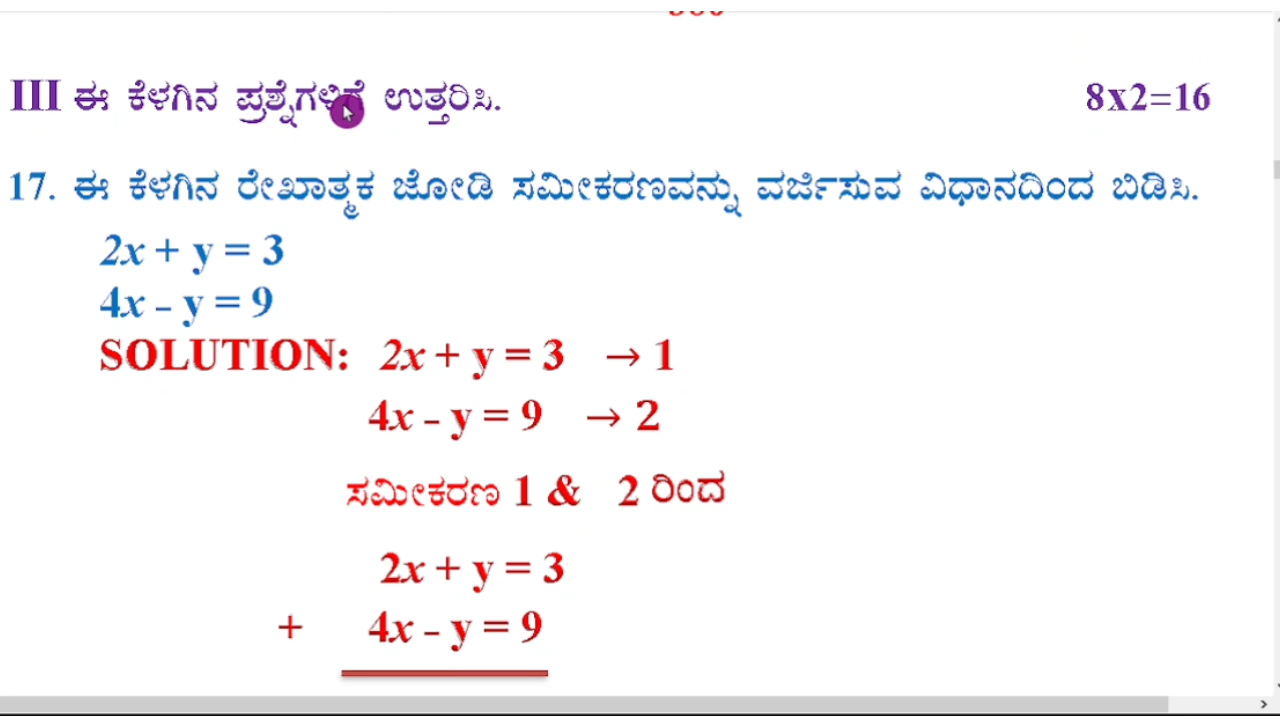 III ಈ ಕೆಳಗಿನ ಪ್ರಶ್ನೆಗಳಿಗೆ ಉತ್ತರಿಸಿ. 8x2=16
17. ಈ ಕೆಳಗಿನ ರೇಖಾತ್ಮಕ ಜೋಡಿ ಸಮೀಕರಣವನ್ನು ವರ್ಜಿಸುವ ವಿಧಾನದಿಂದ ಬಿಡಿಸಿ.
2x + y = 3
4x – y = 9
SOLUTION: 2x + y = 3 → 1
4x – y = 9 → 2
ಸಮೀಕರಣ 1 & 2 ರಿಂದ
2x + y = 3
+ 4x – y = 9